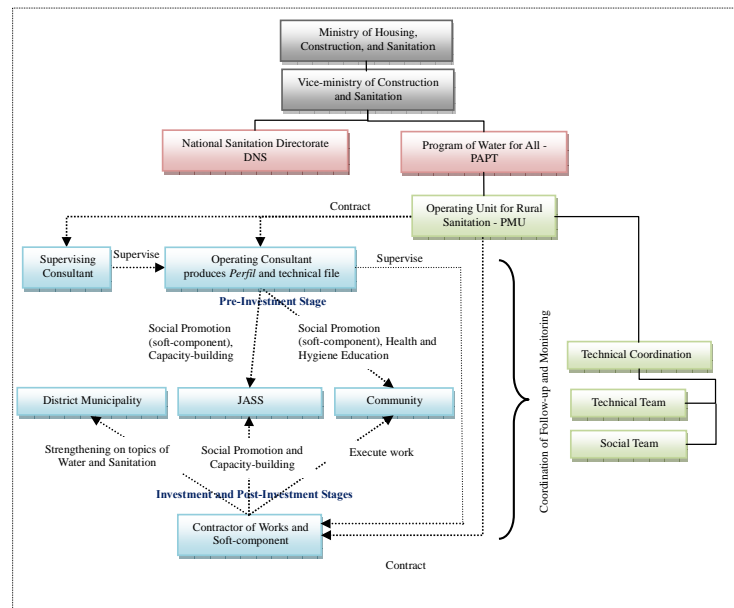 Ministry of Housing,
Construction, and Sanitation
Vice-ministry of Construction
and Sanitation
National Sanitation Directorate
DNS
Program of Water for All -
PAPT
Contract
Operating Unit for Rural
Sanitation - PMU
Supervising
Consultant
Supervise
Operating Consultant
produces Perfil and technical file
Supervise
Pre-Investment Stage
Social Promotion
(soft-component),
Capacity-building
Social Promotion
(soft-component), Health and
Hygiene Education
Coordination of Follow-up and Monitoring
Technical Coordination
Technical Team
Social Team
District Municipality
JASS
Community
Strengthening on topics of
Water and Sanitation
Social Promotion and
Capacity-building
Execute work
Investment and Post-Investment Stages
Contractor of Works and
Soft-component
Contract